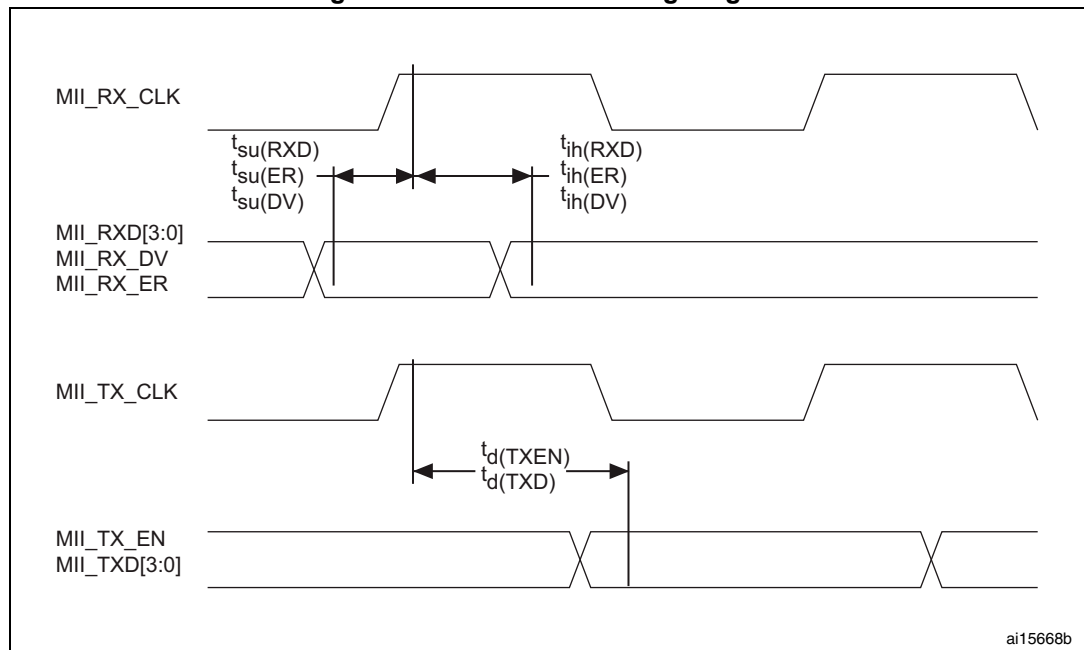 MII_RX_CLK
tsu(RXD)
tsu(ER)
tsu(DV)
tih(RXD)
tih(ER)
tih(DV)
MII_RXD[3:0]
MII_RX_DV
MII_RX_ER
MII_TX_CLK
td(TXEN)
td(TXD)
MII_TX_EN
MII_TXD[3:0]
ai15668b